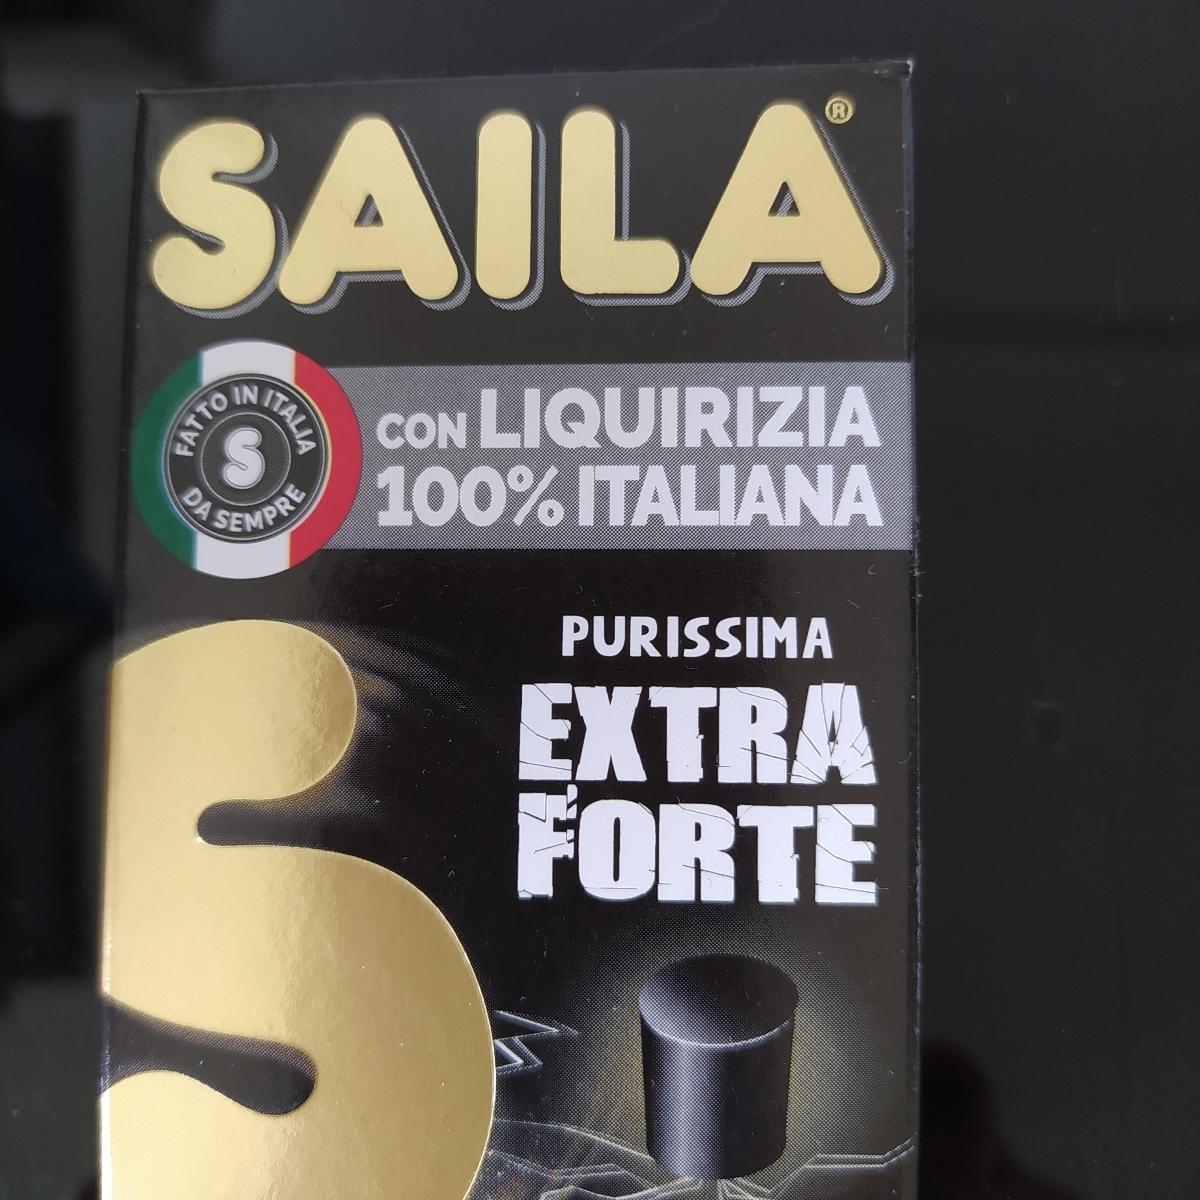 SAILA®
FATTO IN ITALIA
S
DA SEMPRE
CON LIQUIRIZIA
100% ITALIANA
PURISSIMA
EXTRA
FORTE
S